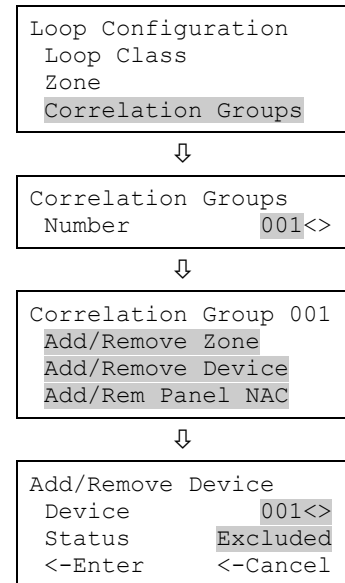 Loop Configuration
Loop Class
Zone
Correlation Groups
⇩
Correlation Groups
Number 001<>
⇩
Correlation Group 001
Add/Remove Zone
Add/Remove Device
Add/Rem Panel NAC
⇩
Add/Remove Device
Device 001<>
Status Excluded
<-Enter <-Cancel